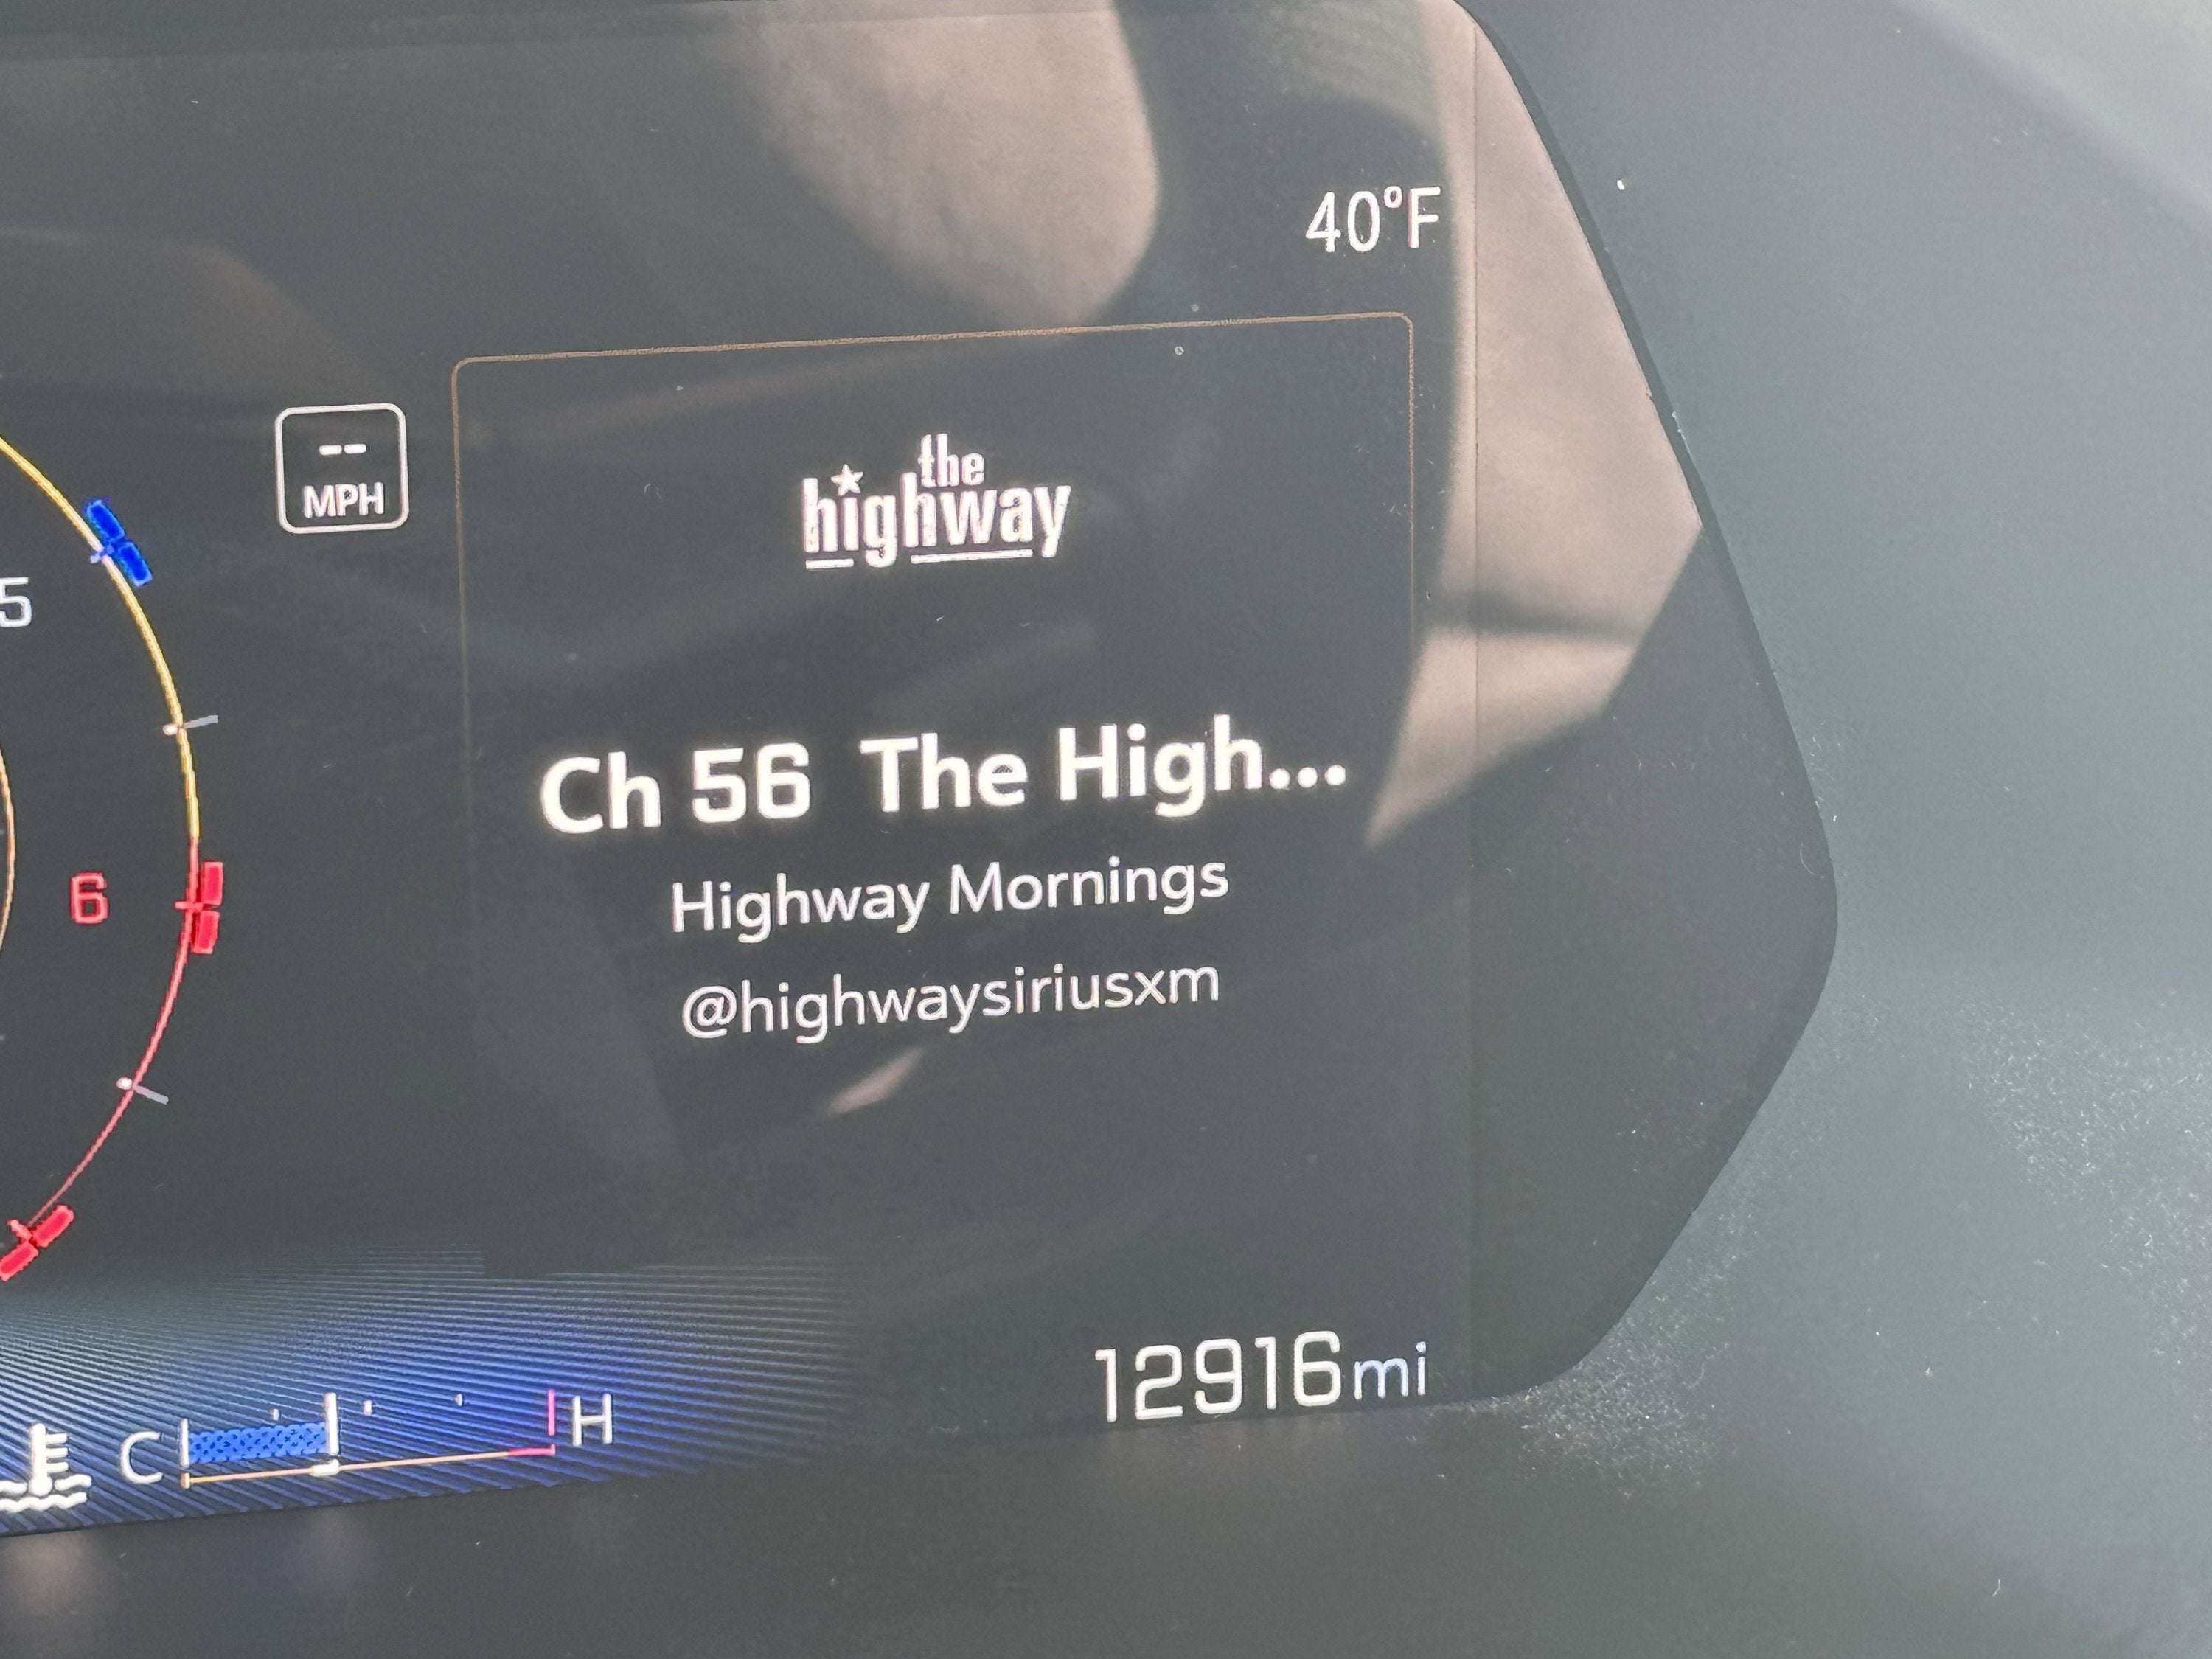 40°F
--
MPH
the
highway
5
Ch 56 The High...
6
Highway Mornings
@highwaysiriusxm
12916mi
C H